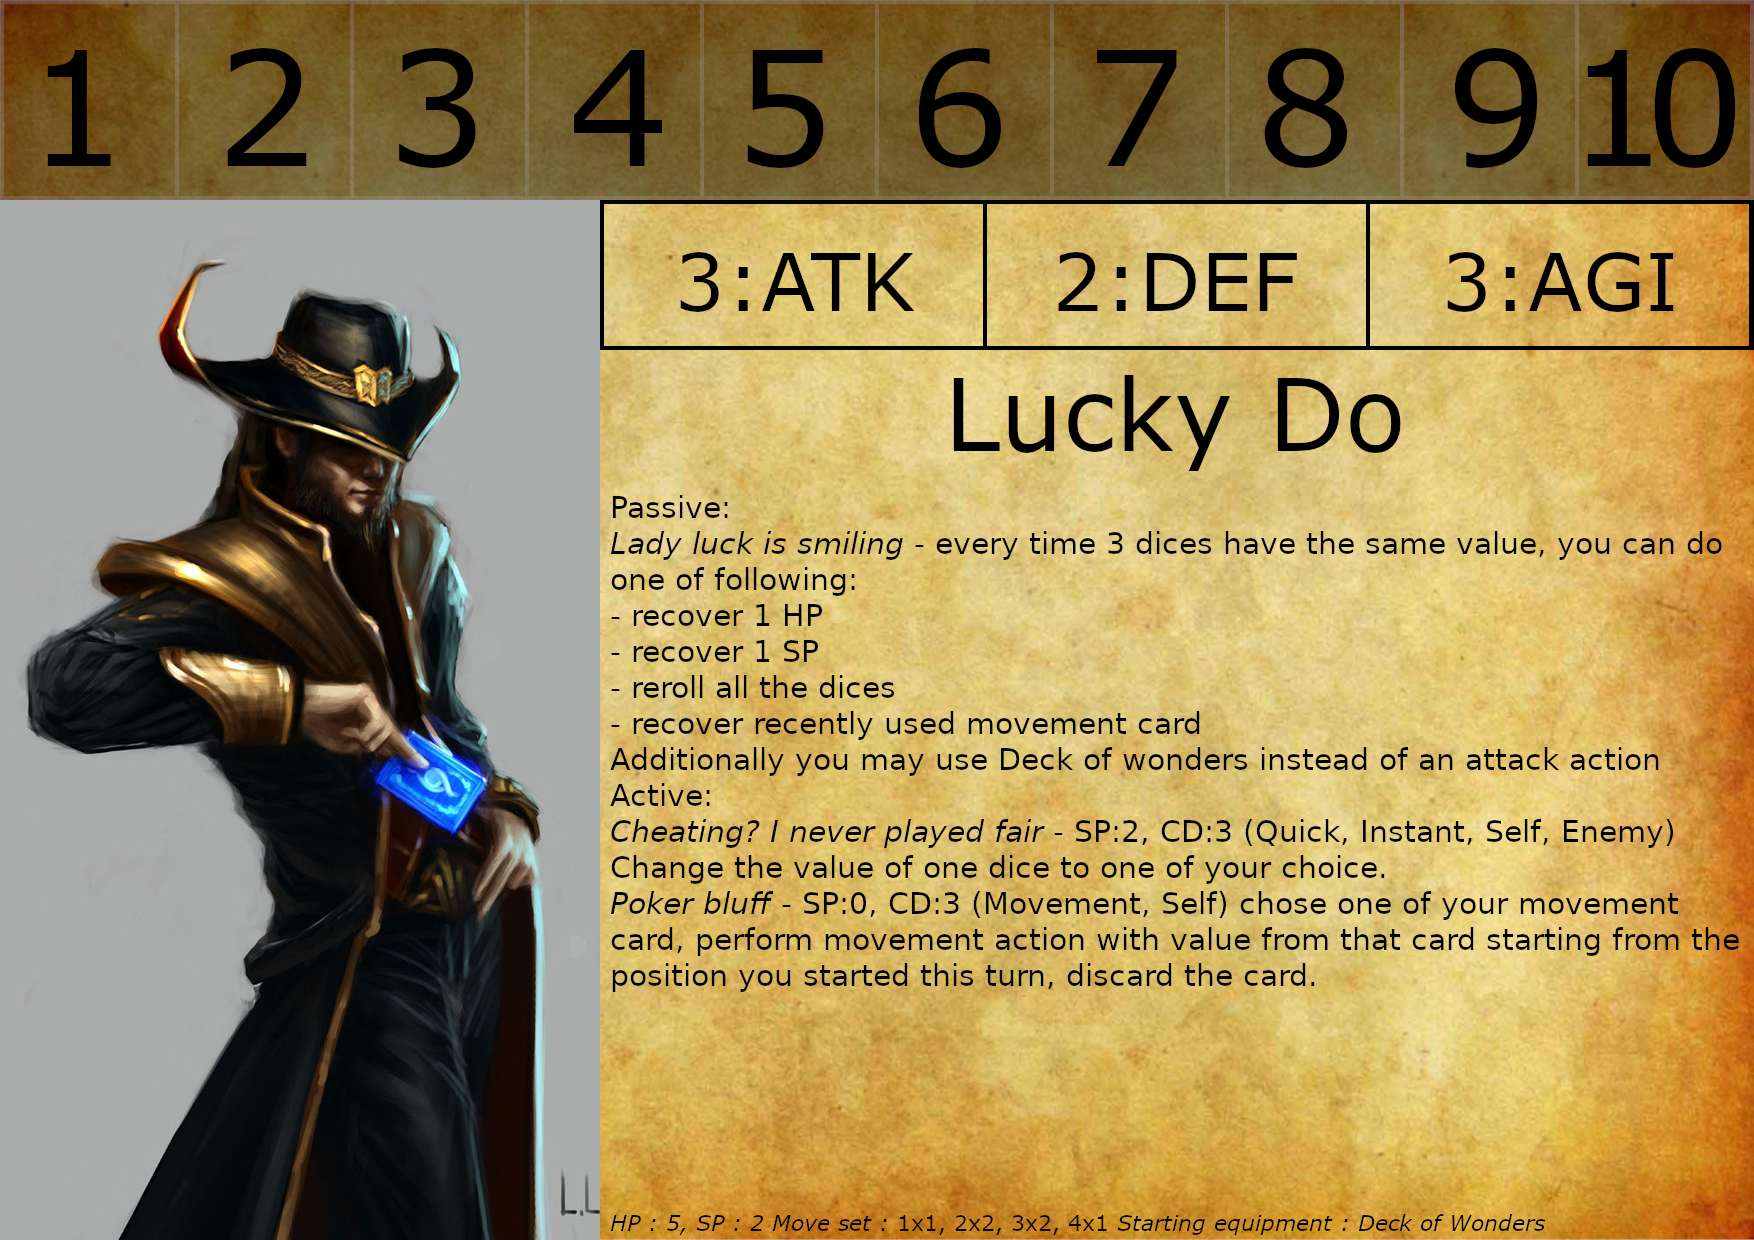 1 2 3 4 5 6 7 8 9 10
3:ATK 2:DEF 3:AGI
Lucky Do
Passive:
Lady luck is smiling - every time 3 dices have the same value, you can do
one of following:
- recover 1 HP
- recover 1 SP
- reroll all the dices
- recover recently used movement card
Additionally you may use Deck of wonders instead of an attack action
Active:
Cheating? I never played fair - SP:2, CD:3 (Quick, Instant, Self, Enemy)
Change the value of one dice to one of your choice.
Poker bluff - SP:0, CD:3 (Movement, Self) chose one of your movement
card, perform movement action with value from that card starting from the
position you started this turn, discard the card.
L.L
HP : 5, SP : 2 Move set : 1x1, 2x2, 3x2, 4x1 Starting equipment : Deck of Wonders